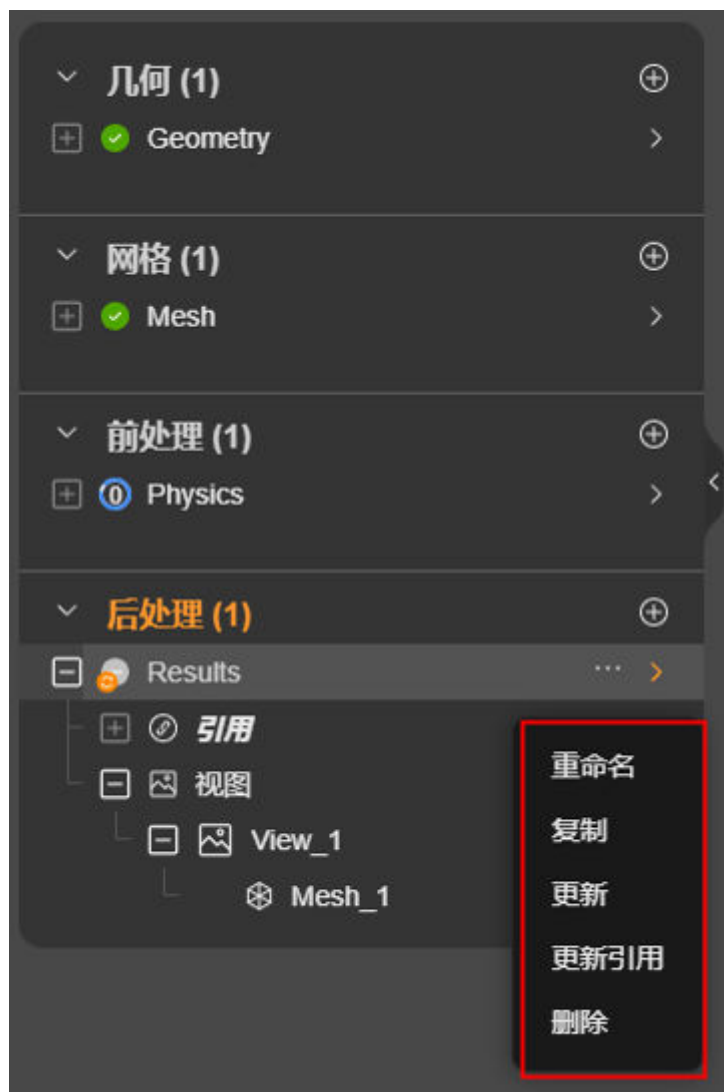 几何 (1)
Geometry
网格 (1)
Mesh
前处理 (1)
0 Physics
后处理 (1)
Results ...
引用
视图
View_1
Mesh_1
重命名
复制
更新
更新引用
删除